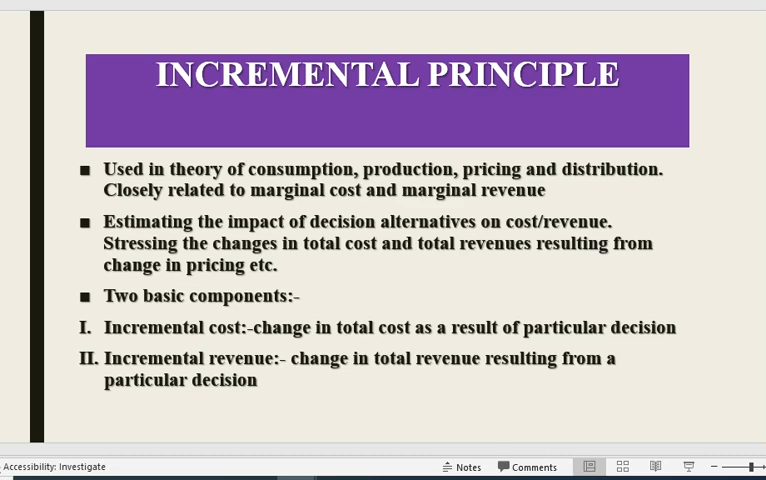 INCREMENTAL PRINCIPLE
■ Used in theory of consumption, production, pricing and distribution.
Closely related to marginal cost and marginal revenue
■ Estimating the impact of decision alternatives on cost/revenue.
Stressing the changes in total cost and total revenues resulting from
change in pricing etc.
■ Two basic components:-
I. Incremental cost:-change in total cost as a result of particular decision
II. Incremental revenue:- change in total revenue resulting from a
particular decision
Accessibility: Investigate Notes Comments